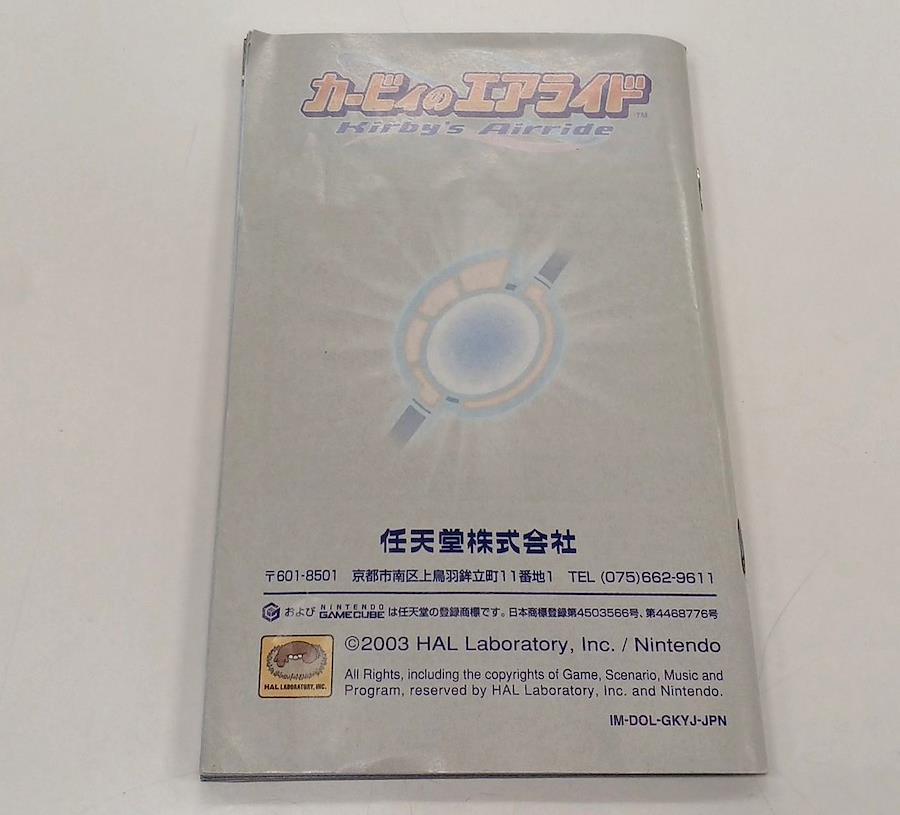 カービィのエアライド
TM
Kirby's Airride
任天堂株式会社
〒601-8501 京都市南区上鳥羽鉾立町11番地1 TEL (075)662-9611
および NINTENDO GAMECUBE は任天堂の登録商標です。日本商標登録第4503566号、第4468776号
©2003 HAL Laboratory, Inc. / Nintendo
HAL LABORATORY, INC.
All Rights, including the copyrights of Game, Scenario, Music and
Program, reserved by HAL Laboratory, Inc. and Nintendo.
IM-DOL-GKYJ-JPN